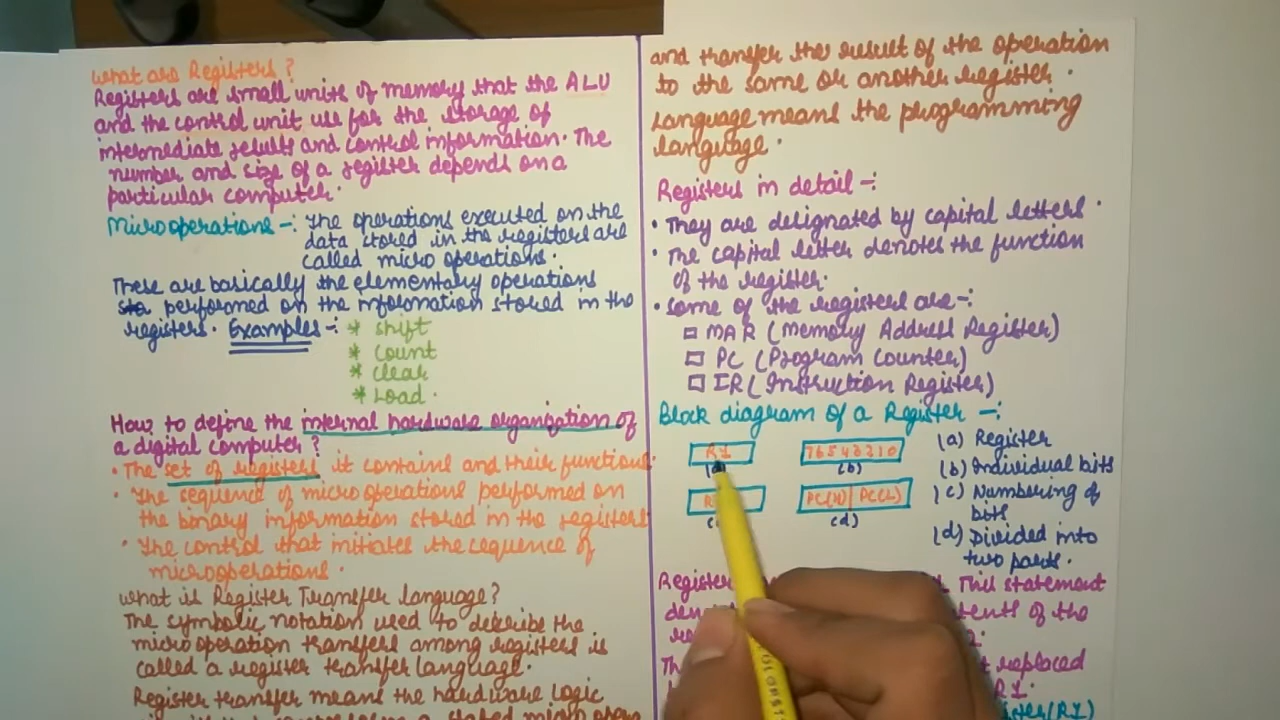 What are Registers?
Registers are small units of memory that the ALU
and the control unit use for the storage of
intermediate results and control information. The
number and size of a register depends on a
particular computer.
Microoperations -: The operations executed on the
data stored in the registers are
called micro operations.
These are basically the elementary operations
performed on the information stored in the
registers. Examples -:
* Shift
* Count
* Clear
* Load.
How to define the internal hardware organization of
a digital computer?
• The set of registers it contains and their functions.
• The sequence of microoperations performed on
the binary information stored in the registers
• The control that initiates the sequence of
microoperations.
What is Register Transfer language?
The symbolic notation used to describe the
microoperation transfers among registers is
called a register transfer language.
Register transfer means the hardware logic
and transfer the result of the operation
to the same or another register.
Language means the programming
language.
Registers in detail -:
• They are designated by capital letters.
• The capital letter denotes the function
of the register.
• Some of the registers are -:
MAR (Memory Address Register)
PC (Program Counter)
IR (Instruction Register)
Block diagram of a Register -:
R1
76543210
(b)
PC(H) PC(L)
(d)
(a) Register
(b) Individual bits
(c) Numbering of
bits
(d) Divided into
two parts.
Register This statement
of the
replaced
R1.
(R1)